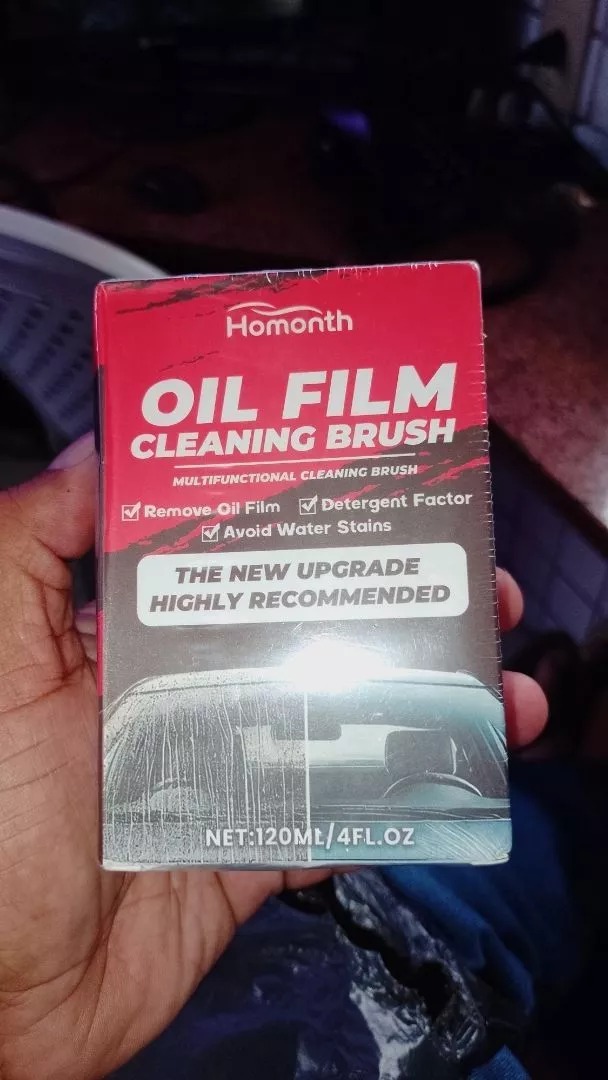 Homonth
OIL FILM
CLEANING BRUSH
MULTIFUNCTIONAL CLEANING BRUSH
Remove Oil Film Detergent Factor
Avoid Water Stains
THE NEW UPGRADE
HIGHLY RECOMMENDED
NET:120ML/4FL.OZ